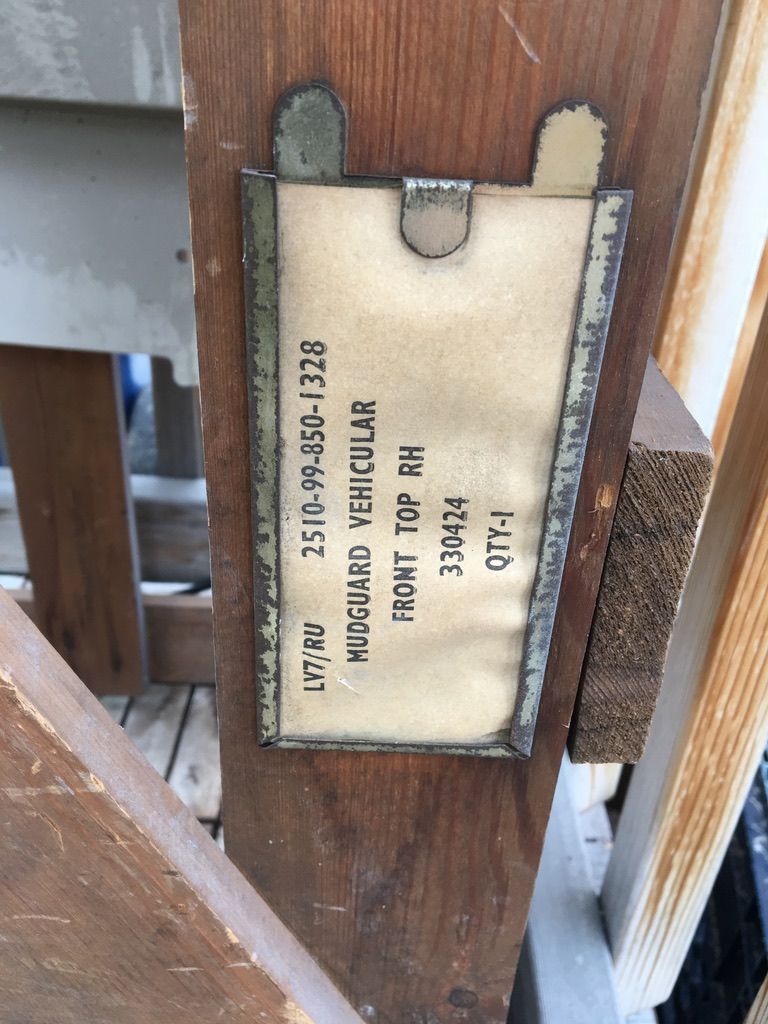 LV7/RU 2510-99-850-1328
MUDGUARD VEHICULAR
FRONT TOP RH
330424
QTY-1